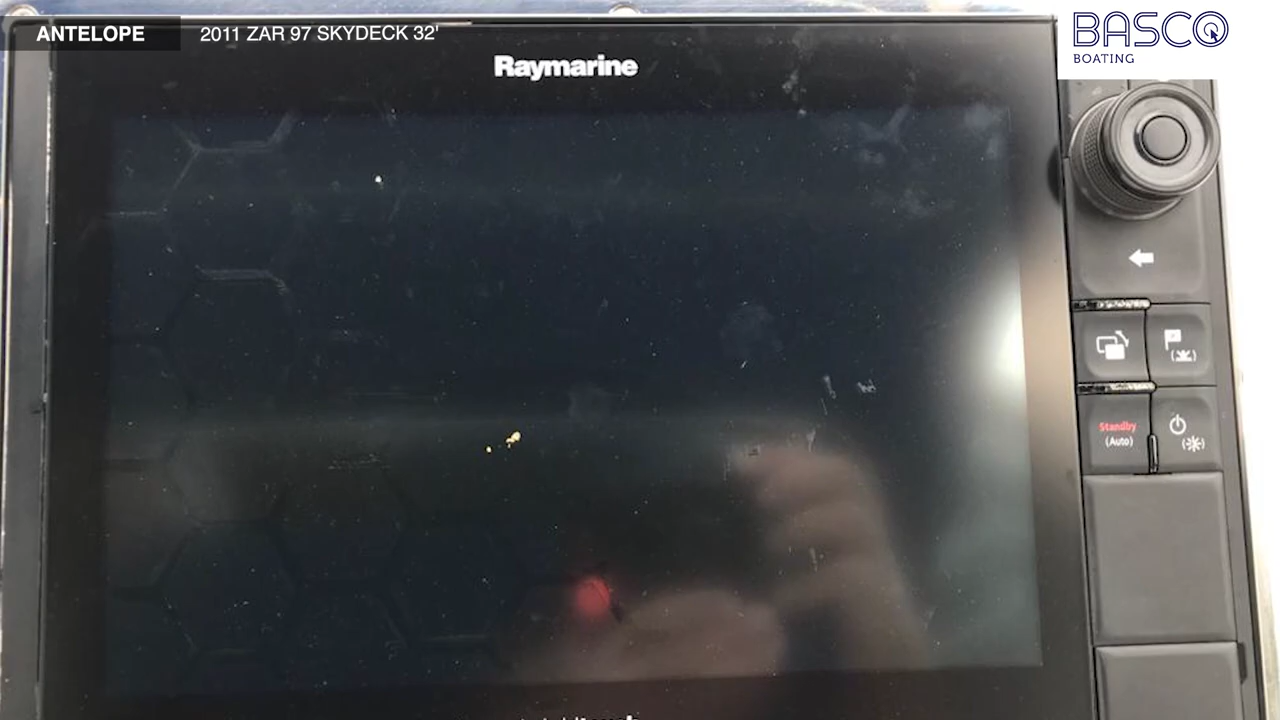 ANTELOPE 2011 ZAR 97 SKYDECK 32'
BASCO
BOATING
Raymarine
Standby
(Auto)